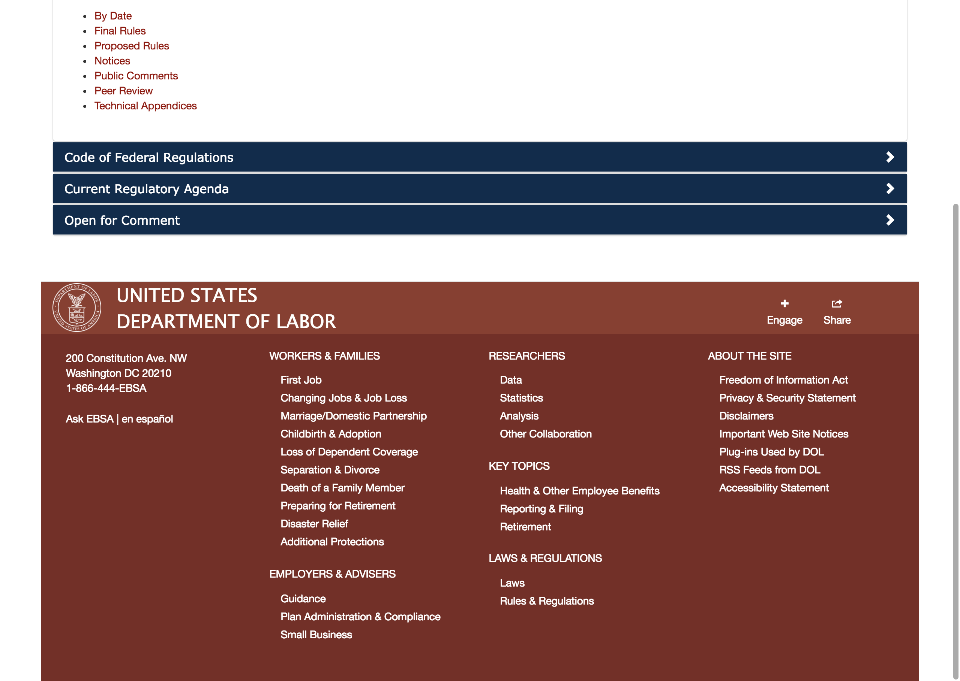 By Date
Final Rules
Proposed Rules
Notices
Public Comments
Peer Review
Technical Appendices
Code of Federal Regulations
Current Regulatory Agenda
Open for Comment
UNITED STATES
DEPARTMENT OF LABOR
Engage
Share
200 Constitution Ave. NW
Washington DC 20210
1-866-444-EBSA
Ask EBSA | en español
WORKERS & FAMILIES
First Job
Changing Jobs & Job Loss
Marriage/Domestic Partnership
Childbirth & Adoption
Loss of Dependent Coverage
Separation & Divorce
Death of a Family Member
Preparing for Retirement
Disaster Relief
Additional Protections
EMPLOYERS & ADVISERS
Guidance
Plan Administration & Compliance
Small Business
RESEARCHERS
Data
Statistics
Analysis
Other Collaboration
KEY TOPICS
Health & Other Employee Benefits
Reporting & Filing
Retirement
LAWS & REGULATIONS
Laws
Rules & Regulations
ABOUT THE SITE
Freedom of Information Act
Privacy & Security Statement
Disclaimers
Important Web Site Notices
Plug-ins Used by DOL
RSS Feeds from DOL
Accessibility Statement